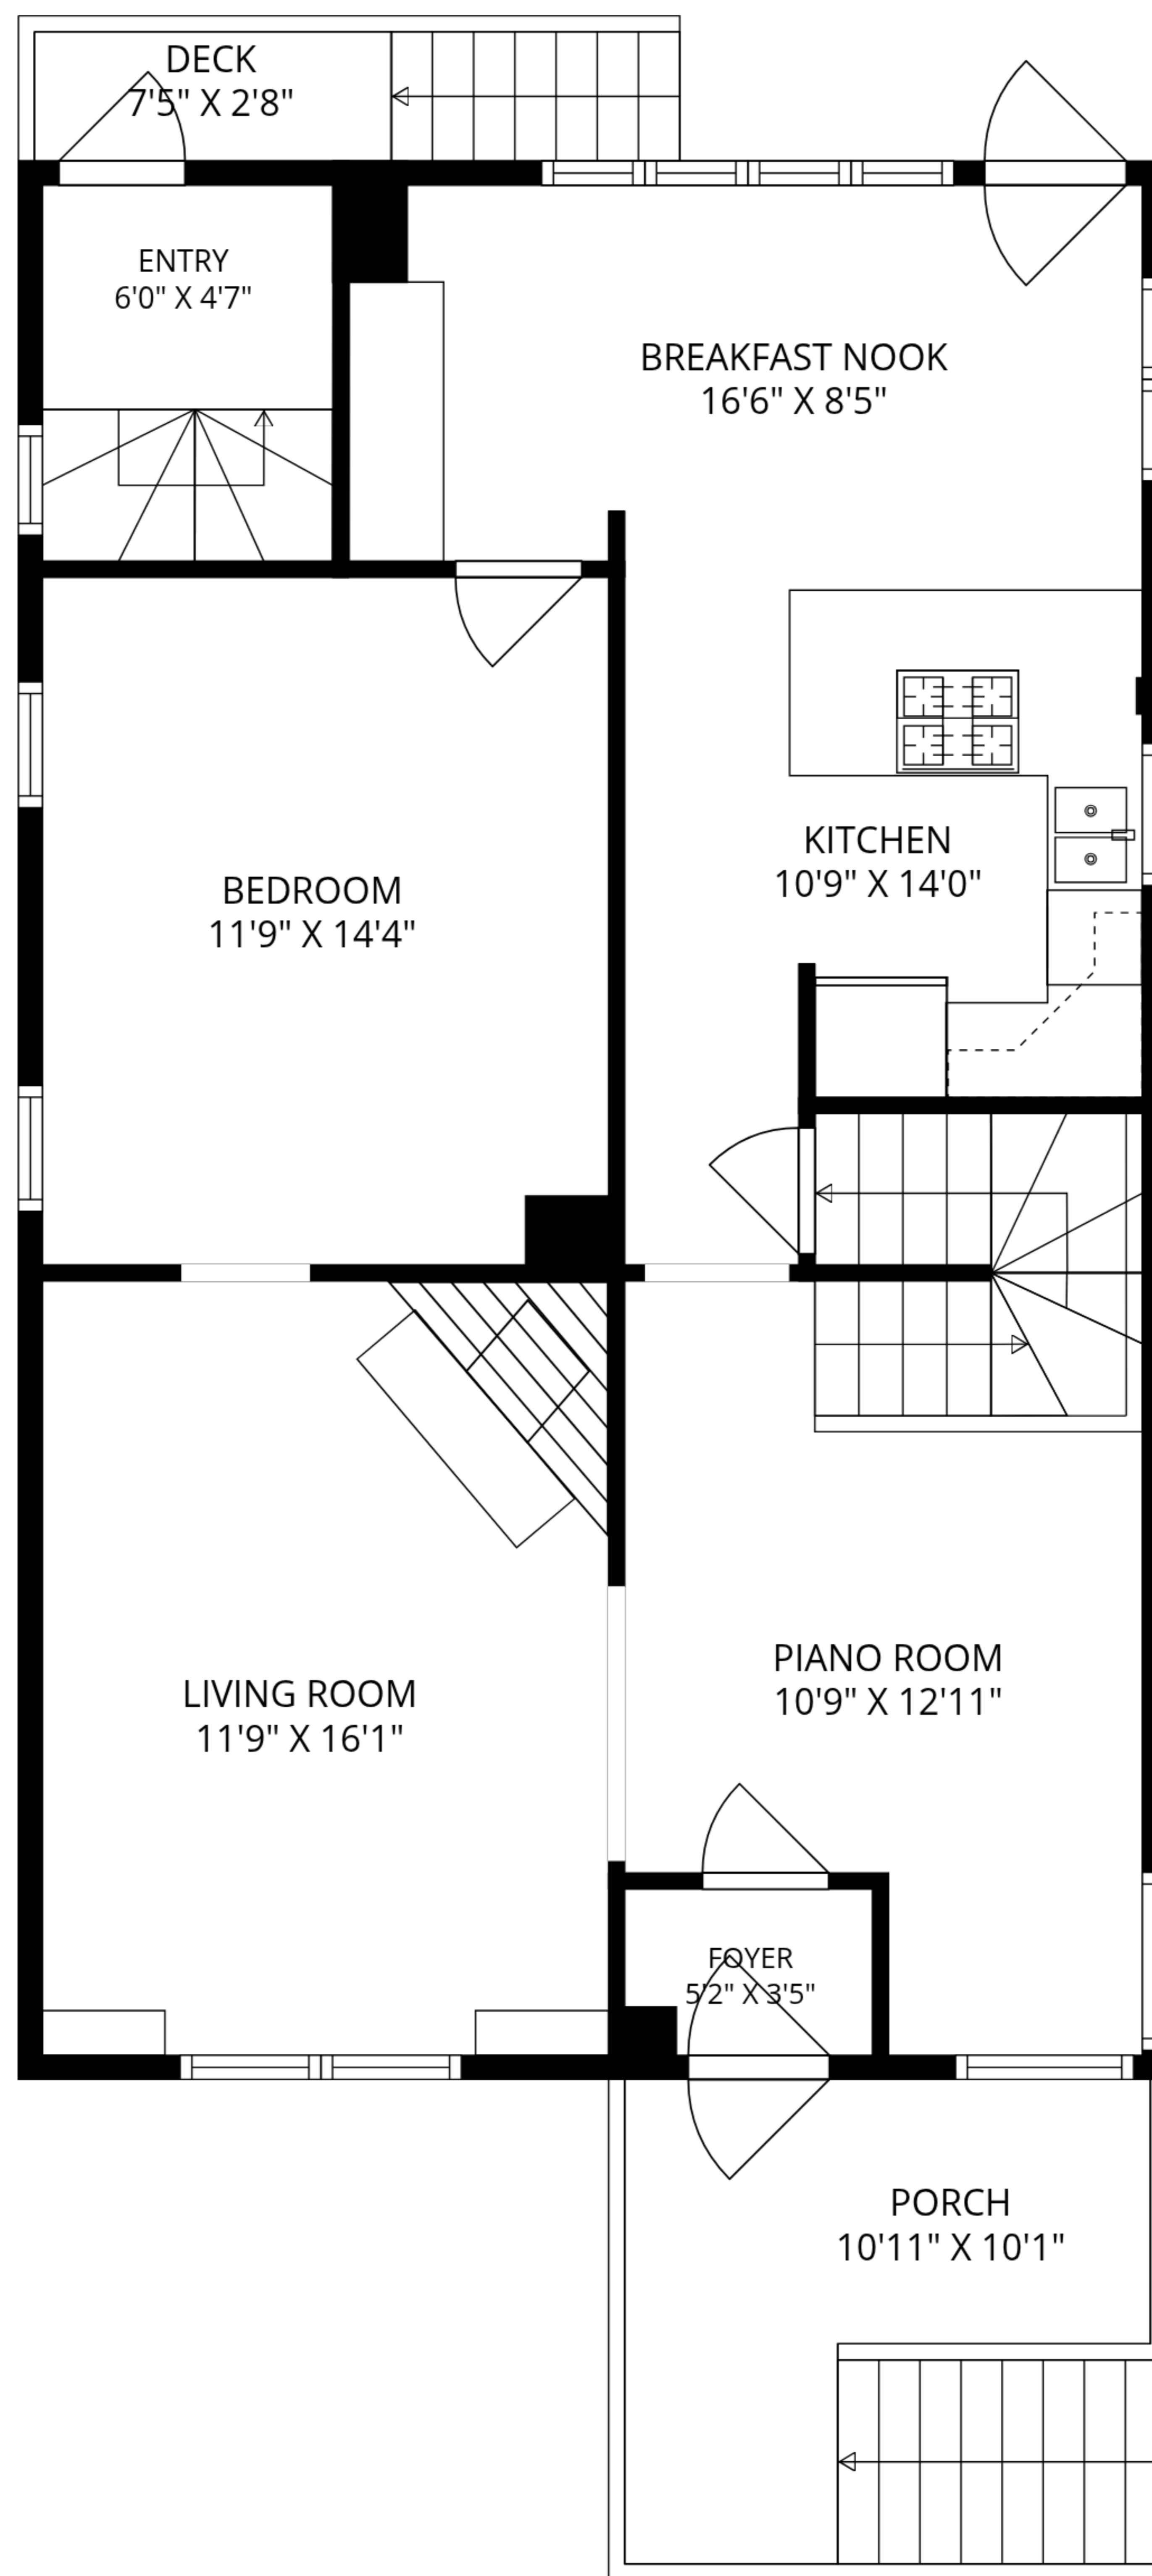 DECK
7'5" X 2'8"
ENTRY
6'0" X 4'7"
BREAKFAST NOOK
16'6" X 8'5"
KITCHEN
10'9" X 14'0"
BEDROOM
11'9" X 14'4"
PIANO ROOM
10'9" X 12'11"
LIVING ROOM
11'9" X 16'1"
FOYER
5'2" X 3'5"
PORCH
10'11" X 10'1"